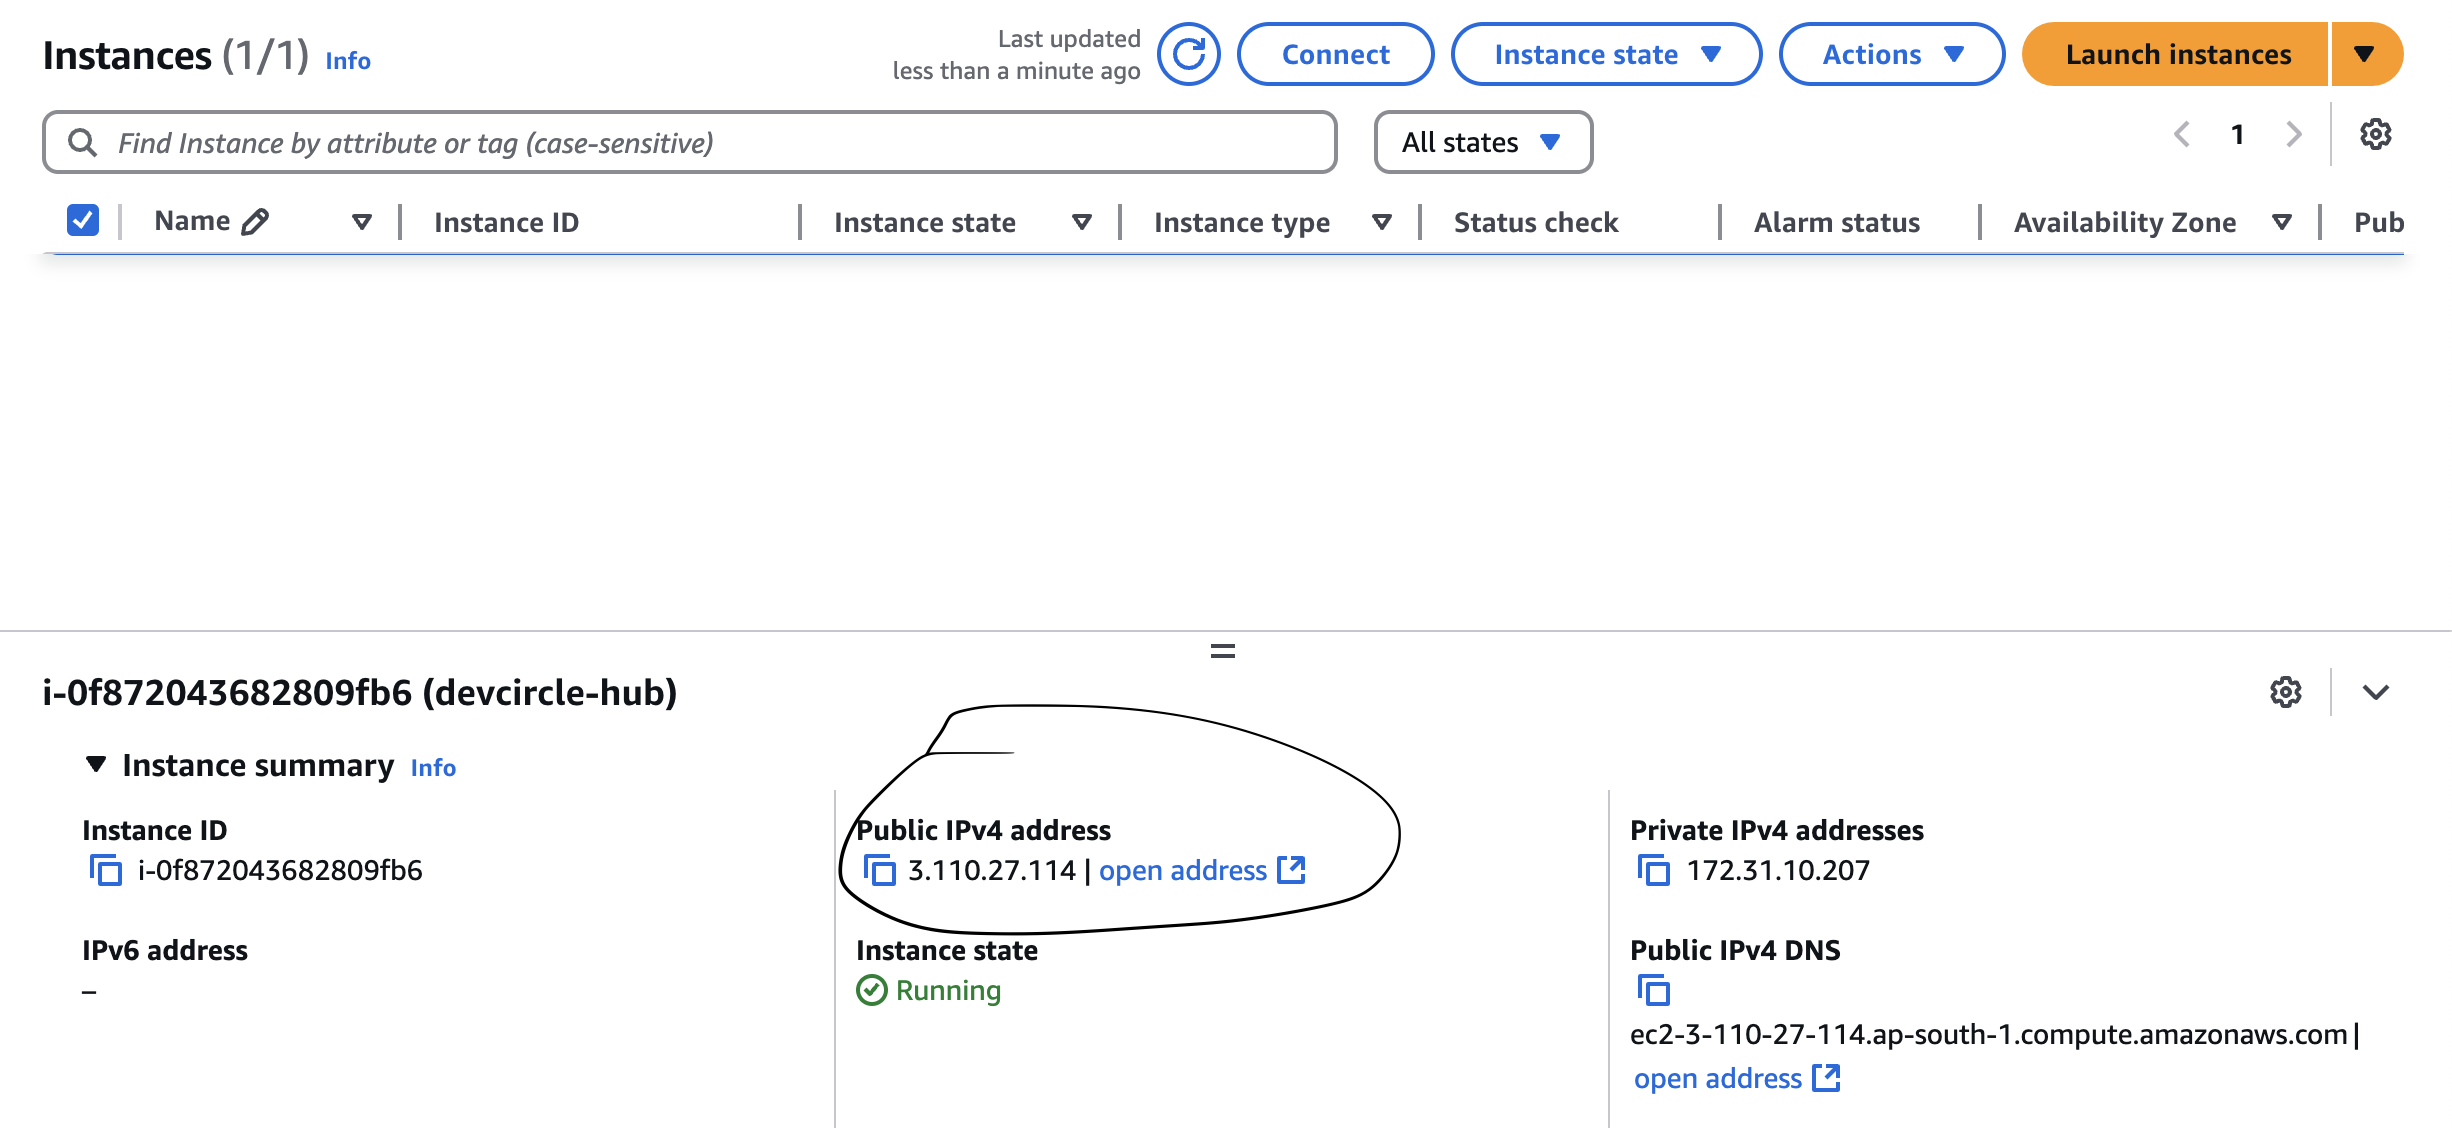 Instances (1/1) Info
Last updated
less than a minute ago
Connect
Instance state
Actions
Launch instances
Find Instance by attribute or tag (case-sensitive)
All states
1
Name
Instance ID
Instance state
Instance type
Status check
Alarm status
Availability Zone
Pub
i-0f872043682809fb6 (devcircle-hub)
Instance summary Info
Instance ID
i-0f872043682809fb6
IPv6 address
–
Public IPv4 address
3.110.27.114 | open address
Instance state
Running
Private IPv4 addresses
172.31.10.207
Public IPv4 DNS
ec2-3-110-27-114.ap-south-1.compute.amazonaws.com |
open address